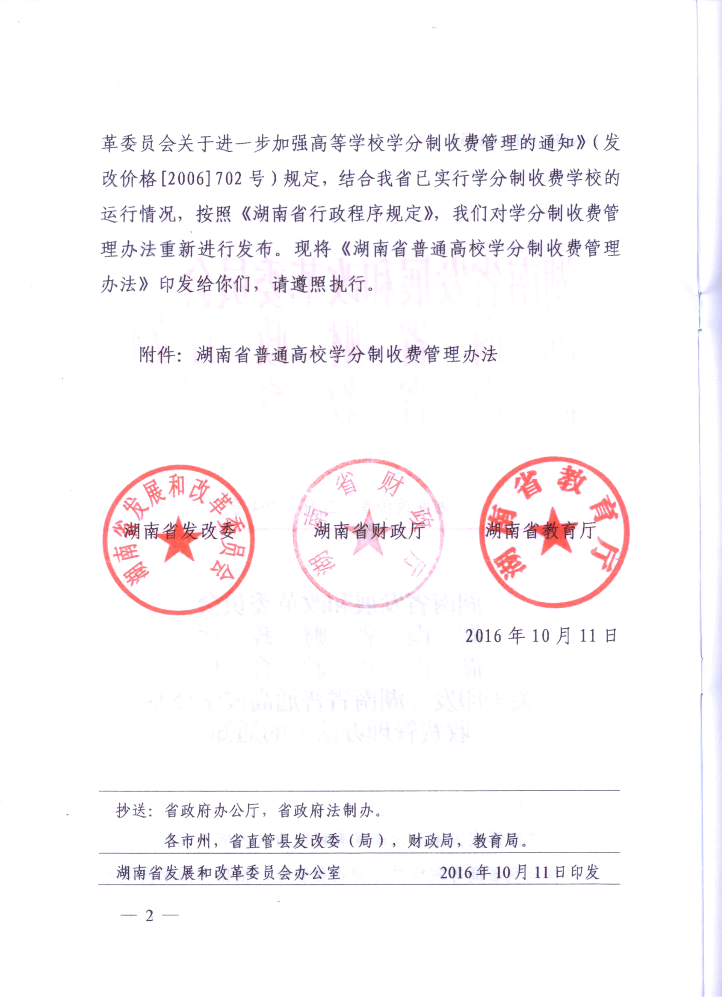 革委员会关于进一步加强高等学校学分制收费管理的通知》（发
改价格[2006]702 号）规定，结合我省已实行学分制收费学校的
运行情况，按照《湖南省行政程序规定》，我们对学分制收费管
理办法重新进行发布。现将《湖南省普通高校学分制收费管理
办法》印发给你们，请遵照执行。
附件：湖南省普通高校学分制收费管理办法
湖南省发展和改革委员会
湖南省财政厅
湖南省教育厅
湖南省发改委 湖南省财政厅 湖南省教育厅
2016 年 10 月 11 日
抄送：省政府办公厅，省政府法制办。
各市州，省直管县发改委（局），财政局，教育局。
湖南省发展和改革委员会办公室 2016年10月11日印发
— 2 —